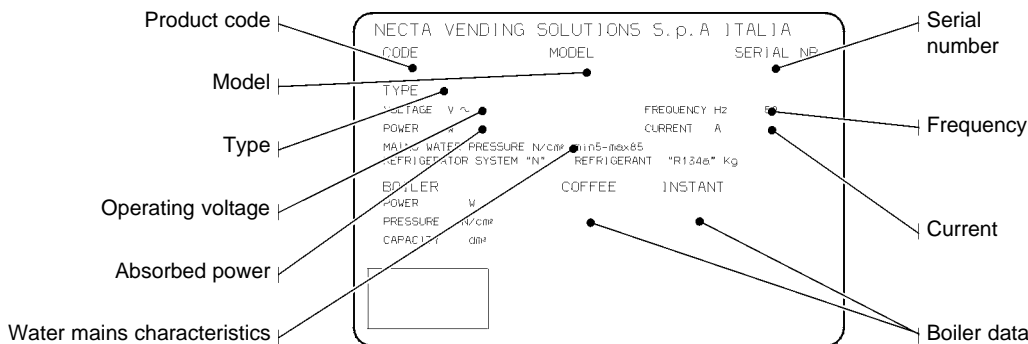 Product code
Model
Type
Operating voltage
Absorbed power
Water mains characteristics
NECTA VENDING SOLUTIONS S.p.A ITALIA
CODE MODEL SERIAL NR
TYPE
VOLTAGE V ~ FREQUENCY Hz 50
POWER W CURRENT A
MAINS WATER PRESSURE N/cm² min5-max85
REFRIGERATOR SYSTEM "N" REFRIGERANT "R134a" Kg
BOILER COFFEE INSTANT
POWER W
PRESSURE N/cm²
CAPACITY dm³
Serial
number
Frequency
Current
Boiler data